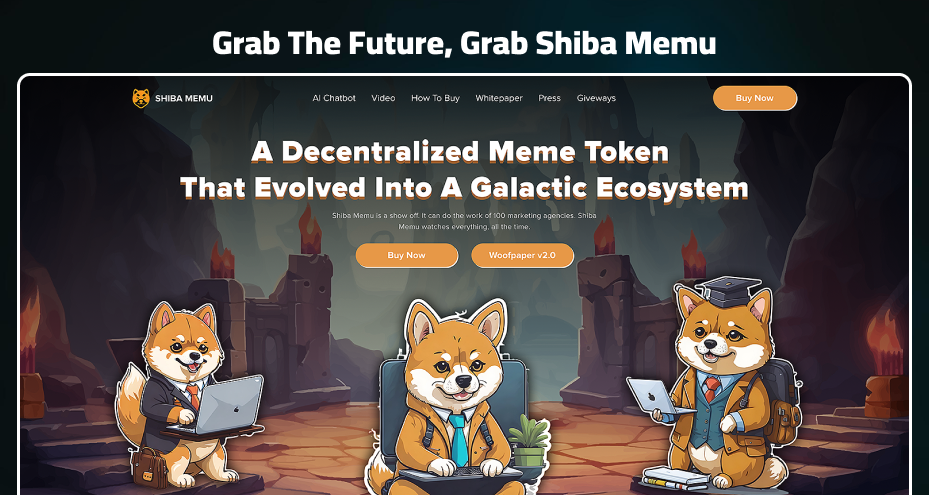 Grab The Future, Grab Shiba Memu
SHIBA MEMU
AI Chatbot Video How To Buy Whitepaper Press Giveways
Buy Now
A Decentralized Meme Token
That Evolved Into A Galactic Ecosystem
Shiba Memu is a show off. It can do the work of 100 marketing agencies. Shiba
Memu watches everything, all the time.
Buy Now
Woofpaper v2.0